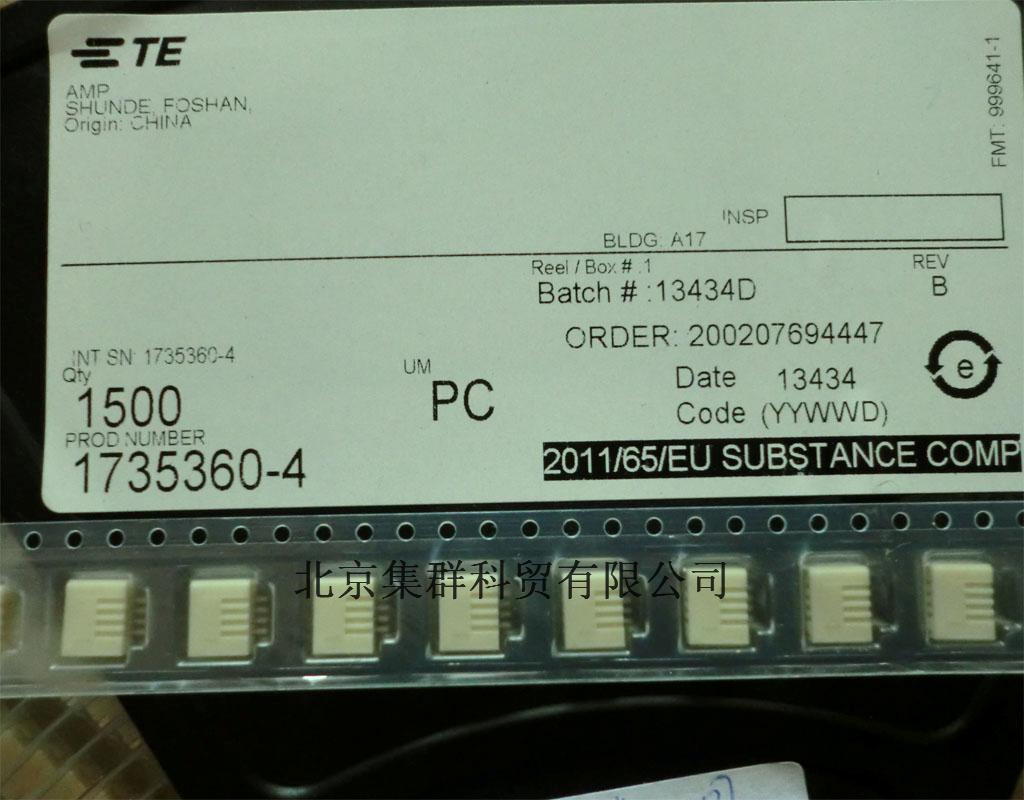 TE
AMP
SHUNDE, FOSHAN,
Origin: CHINA
FMT: 999641-1
INSP
BLDG: A17
Reel / Box # :1
REV
Batch # :13434D
B
ORDER: 200207694447
INT SN: 1735360-4
Qty
UM
Date 13434
1500
PC
Code (YYWWD)
e
PROD NUMBER
1735360-4
2011/65/EU SUBSTANCE COMP
北京集群科贸有限公司